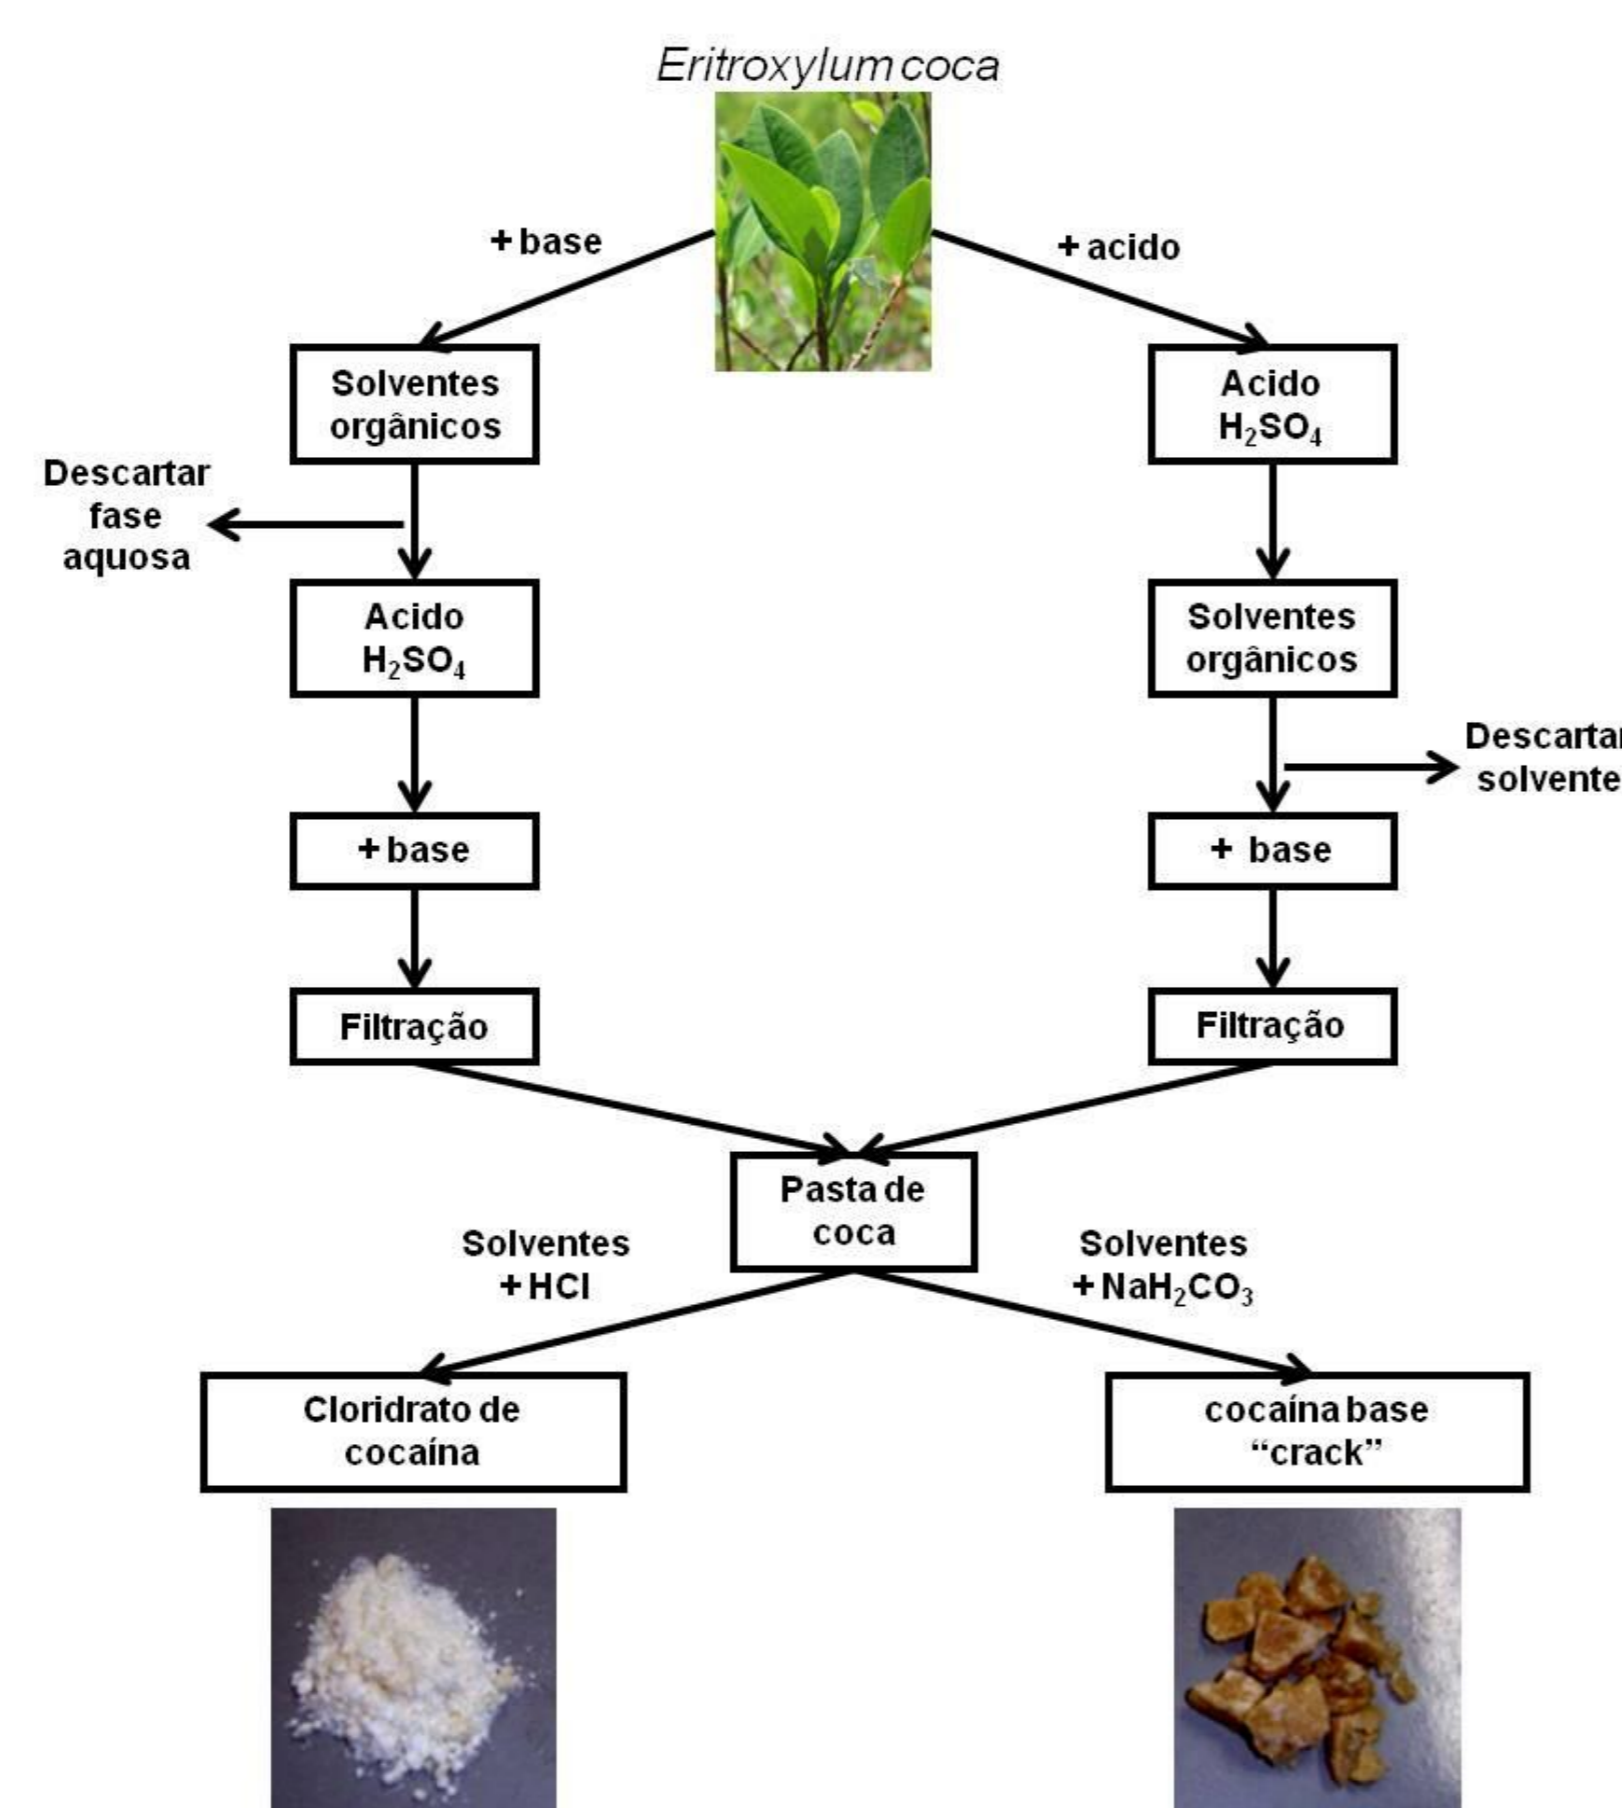 Eritroxylum coca
+ base
+ acido
Solventes
orgânicos
Acido
H₂SO₄
Descartar
fase
aquosa
Acido
H₂SO₄
Solventes
orgânicos
Descartar
solvente
+ base
+ base
Filtração
Filtração
Pasta de
coca
Solventes
+ HCl
Solventes
+ NaH₂CO₃
Cloridrato de
cocaína
cocaína base
“crack”